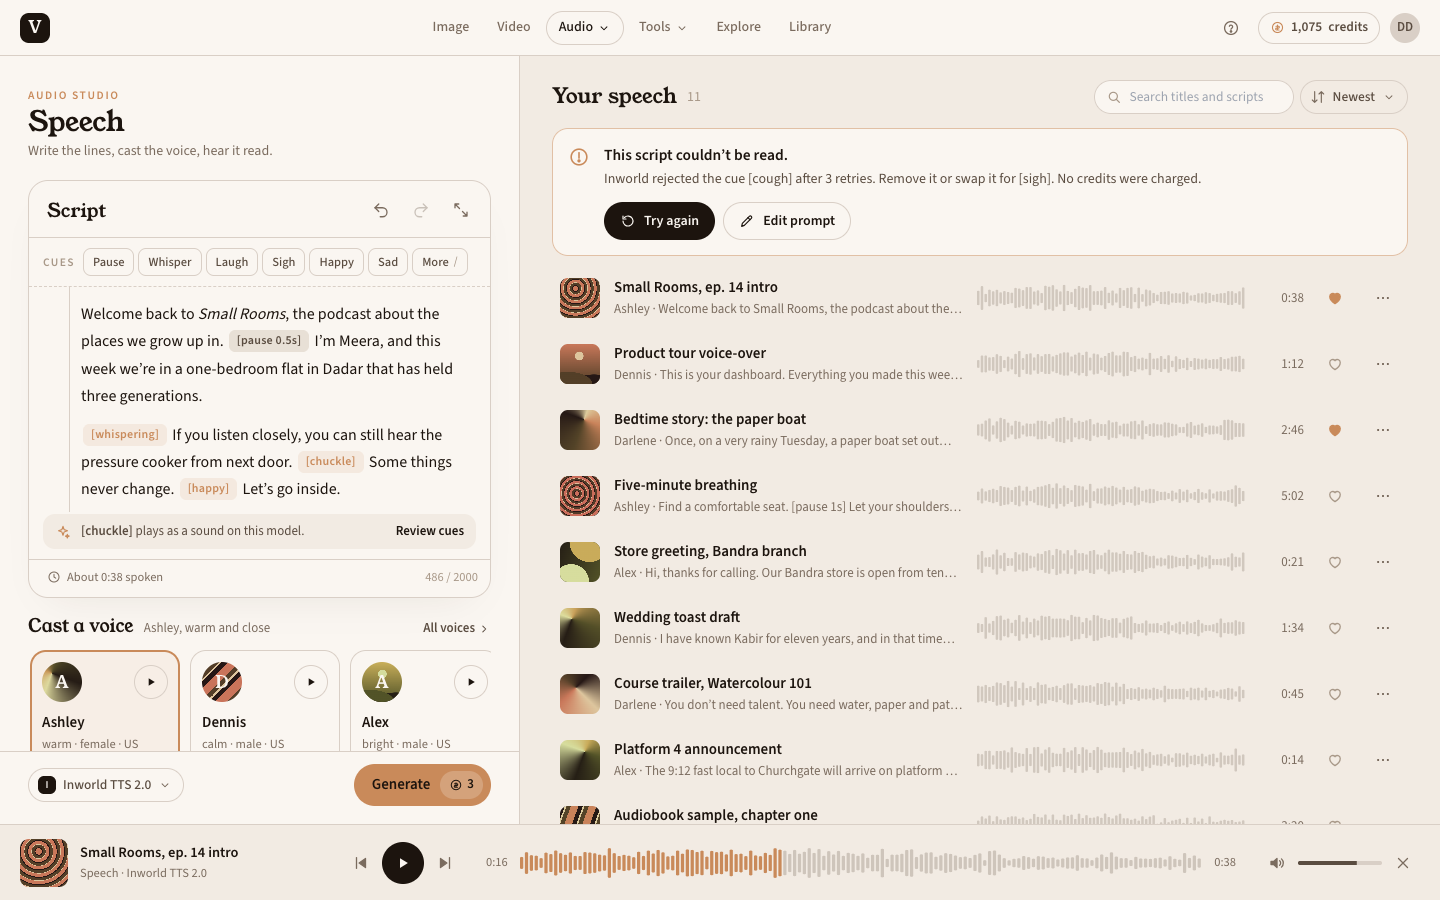 V
Image
Video
Audio
Tools
Explore
Library
1,075 credits
DD
AUDIO STUDIO
Speech
Write the lines, cast the voice, hear it read.
Script
CUES
Pause
Whisper
Laugh
Sigh
Happy
Sad
More /
Welcome back to Small Rooms, the podcast about the
places we grow up in. [pause 0.5s] I’m Meera, and this
week we’re in a one-bedroom flat in Dadar that has held
three generations.
[whispering] If you listen closely, you can still hear the
pressure cooker from next door. [chuckle] Some things
never change. [happy] Let’s go inside.
[chuckle] plays as a sound on this model.
Review cues
About 0:38 spoken
486 / 2000
Cast a voice
Ashley, warm and close
All voices
A
Ashley
warm · female · US
D
Dennis
calm · male · US
A
Alex
bright · male · US
I
Inworld TTS 2.0
Generate
3
Your speech 11
Search titles and scripts
Newest
This script couldn’t be read.
Inworld rejected the cue [cough] after 3 retries. Remove it or swap it for [sigh]. No credits were charged.
Try again
Edit prompt
Small Rooms, ep. 14 intro
Ashley · Welcome back to Small Rooms, the podcast about the…
0:38
Product tour voice-over
Dennis · This is your dashboard. Everything you made this wee…
1:12
Bedtime story: the paper boat
Darlene · Once, on a very rainy Tuesday, a paper boat set out…
2:46
Five-minute breathing
Ashley · Find a comfortable seat. [pause 1s] Let your shoulders…
5:02
Store greeting, Bandra branch
Alex · Hi, thanks for calling. Our Bandra store is open from ten…
0:21
Wedding toast draft
Dennis · I have known Kabir for eleven years, and in that time…
1:34
Course trailer, Watercolour 101
Darlene · You don’t need talent. You need water, paper and pat…
0:45
Platform 4 announcement
Alex · The 9:12 fast local to Churchgate will arrive on platform …
0:14
Audiobook sample, chapter one
Small Rooms, ep. 14 intro
Speech · Inworld TTS 2.0
0:16
0:38